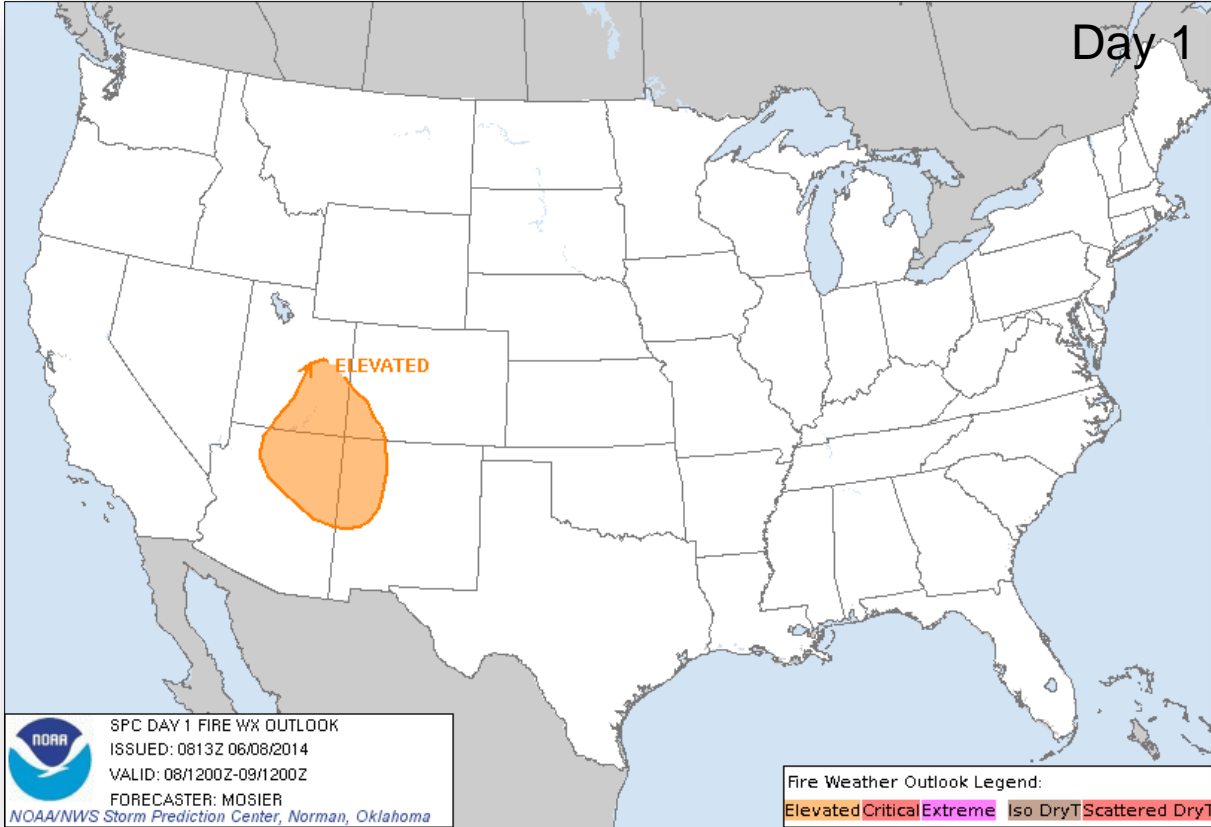 Day 1
ELEVATED
NOAA
SPC DAY 1 FIRE WX OUTLOOK
ISSUED: 0813Z 06/08/2014
VALID: 08/1200Z-09/1200Z
FORECASTER: MOSIER
NOAA/NWS Storm Prediction Center, Norman, Oklahoma
Fire Weather Outlook Legend:
Elevated Critical Extreme Iso DryT Scattered DryT